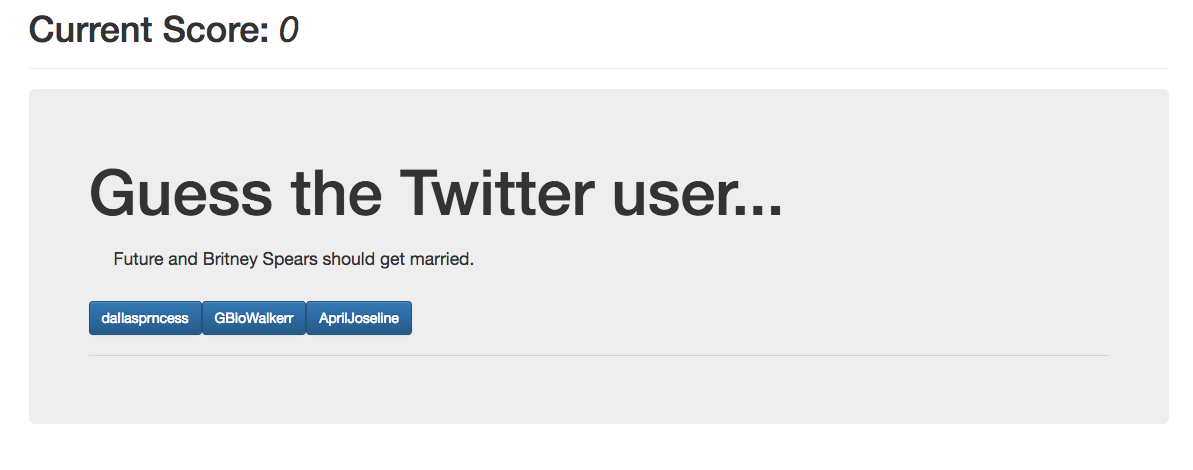 Current Score: 0
Guess the Twitter user...
Future and Britney Spears should get married.
dallasprncess GBloWalkerr AprilJoseline